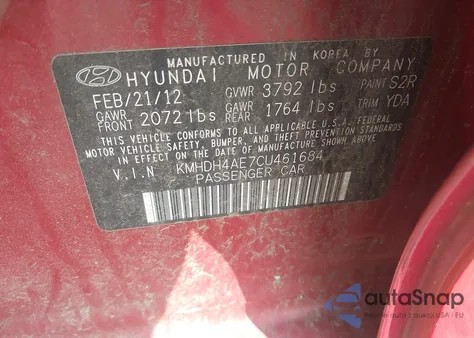 MANUFACTURED IN KOREA BY
HYUNDAI MOTOR COMPANY
FEB/21/12 GVWR 3792 lbs PAINT S2R
GAWR FRONT 2072 lbs GAWR REAR 1764 lbs TRIM YDA
THIS VEHICLE CONFORMS TO ALL APPLICABLE U.S.A. FEDERAL
MOTOR VEHICLE SAFETY, BUMPER, AND THEFT PREVENTION
STANDARDS IN EFFECT ON THE DATE OF MANUFACTURE SHOWN ABOVE
V.I.N KMHDH4AE7CU461684
PASSENGER CAR
autoSnap